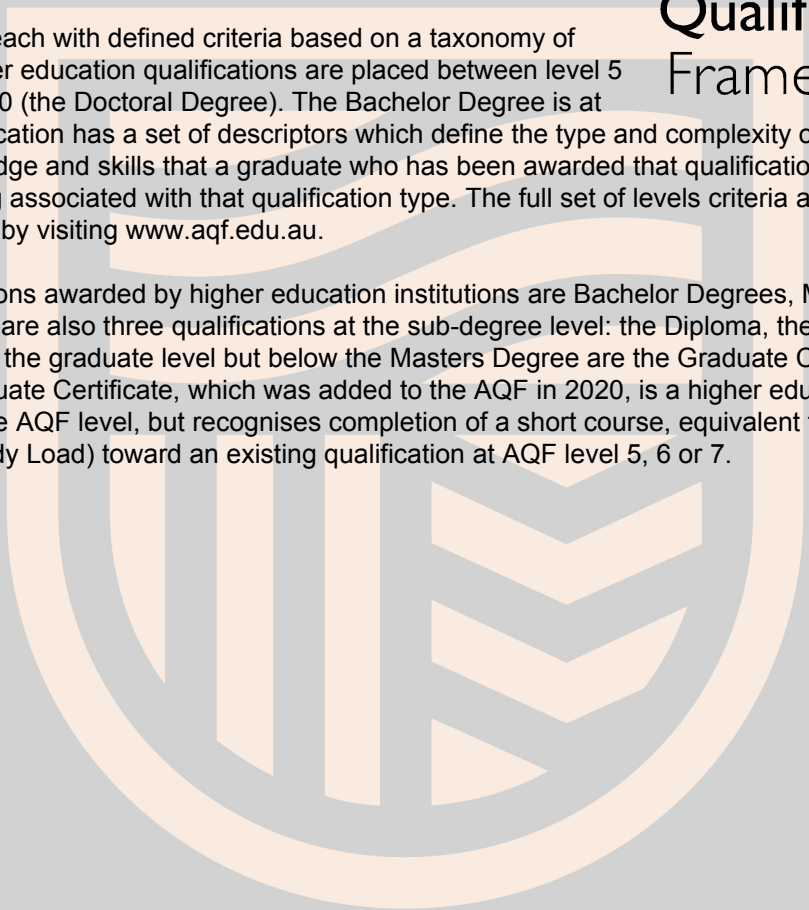 Qualif
each with defined criteria based on a taxonomy of
er education qualifications are placed between level 5
Frame
0 (the Doctoral Degree). The Bachelor Degree is at
cation has a set of descriptors which define the type and complexity o
dge and skills that a graduate who has been awarded that qualificatio
g associated with that qualification type. The full set of levels criteria a
by visiting www.aqf.edu.au.
ons awarded by higher education institutions are Bachelor Degrees, M
are also three qualifications at the sub-degree level: the Diploma, the
the graduate level but below the Masters Degree are the Graduate C
uate Certificate, which was added to the AQF in 2020, is a higher edu
e AQF level, but recognises completion of a short course, equivalent t
dy Load) toward an existing qualification at AQF level 5, 6 or 7.